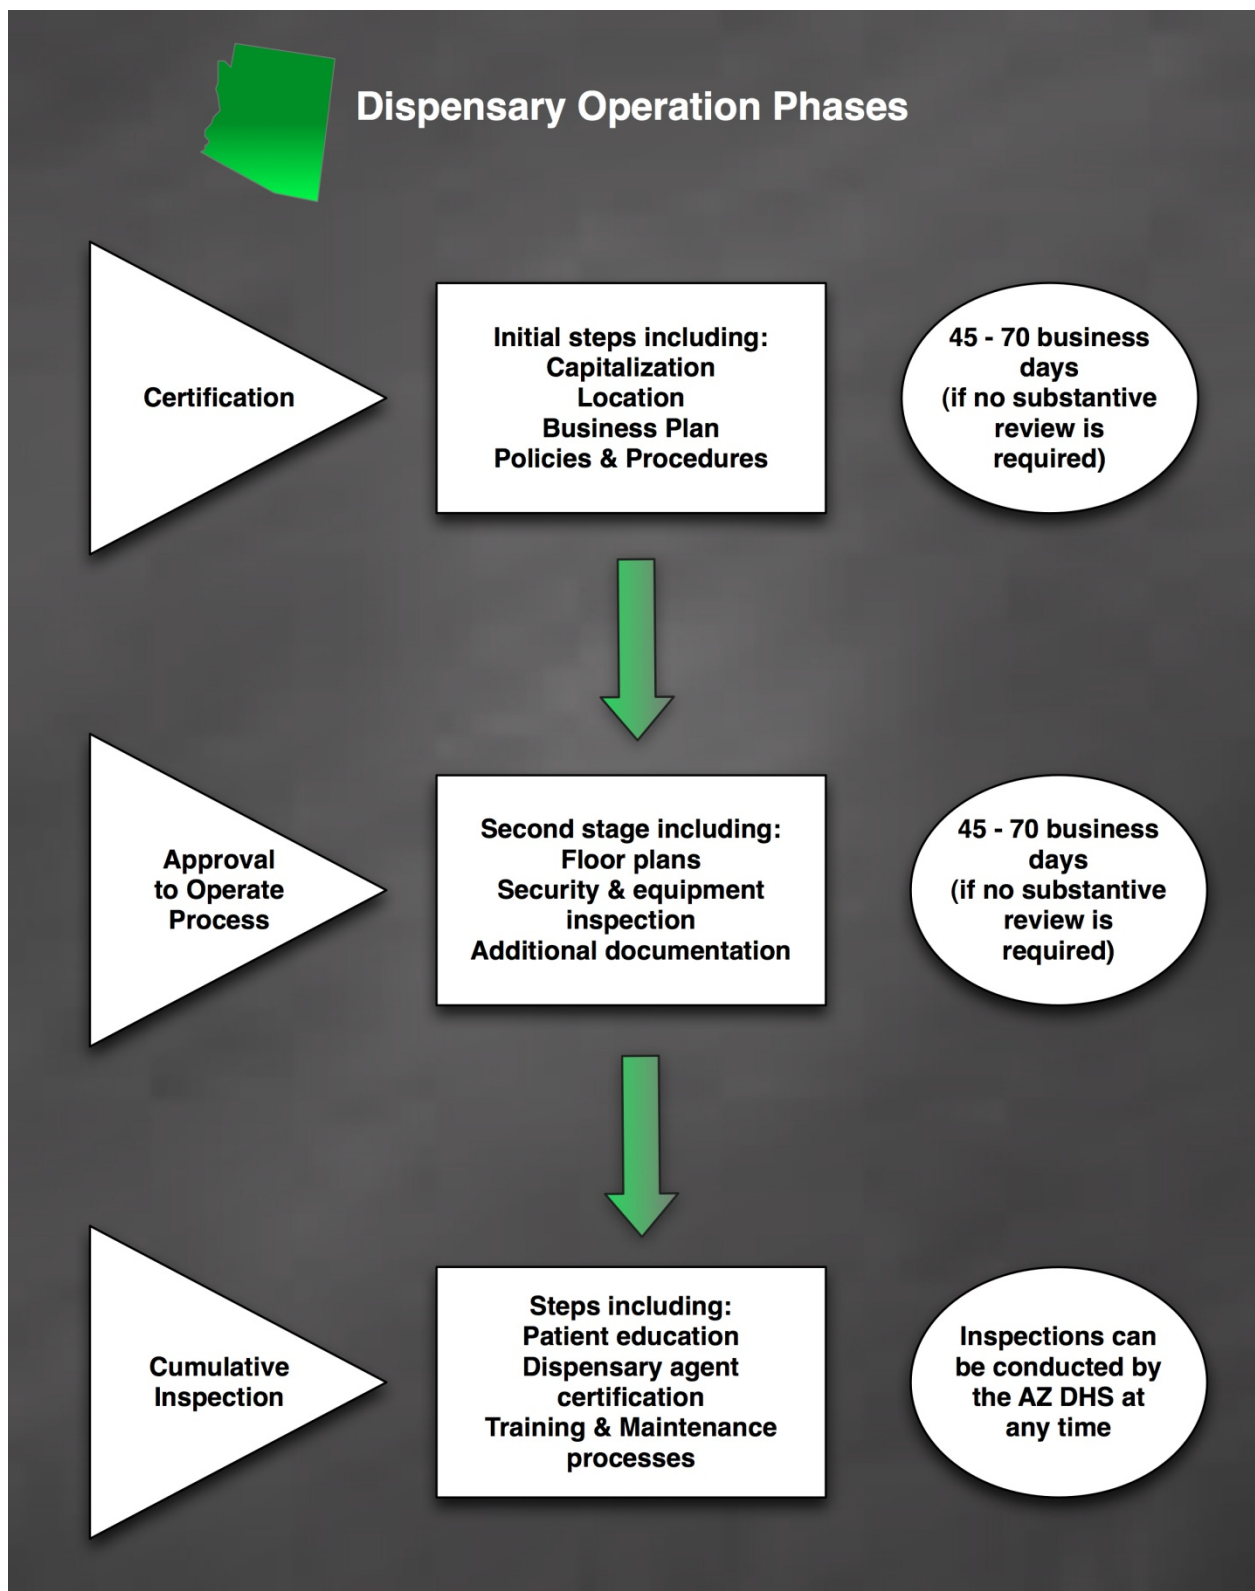 Dispensary Operation Phases
Certification
Initial steps including:
Capitalization
Location
Business Plan
Policies & Procedures
45 - 70 business
days
(if no substantive
review is
required)
Approval
to Operate
Process
Second stage including:
Floor plans
Security & equipment
inspection
Additional documentation
45 - 70 business
days
(if no substantive
review is
required)
Cumulative
Inspection
Steps including:
Patient education
Dispensary agent
certification
Training & Maintenance
processes
Inspections can
be conducted by
the AZ DHS at
any time